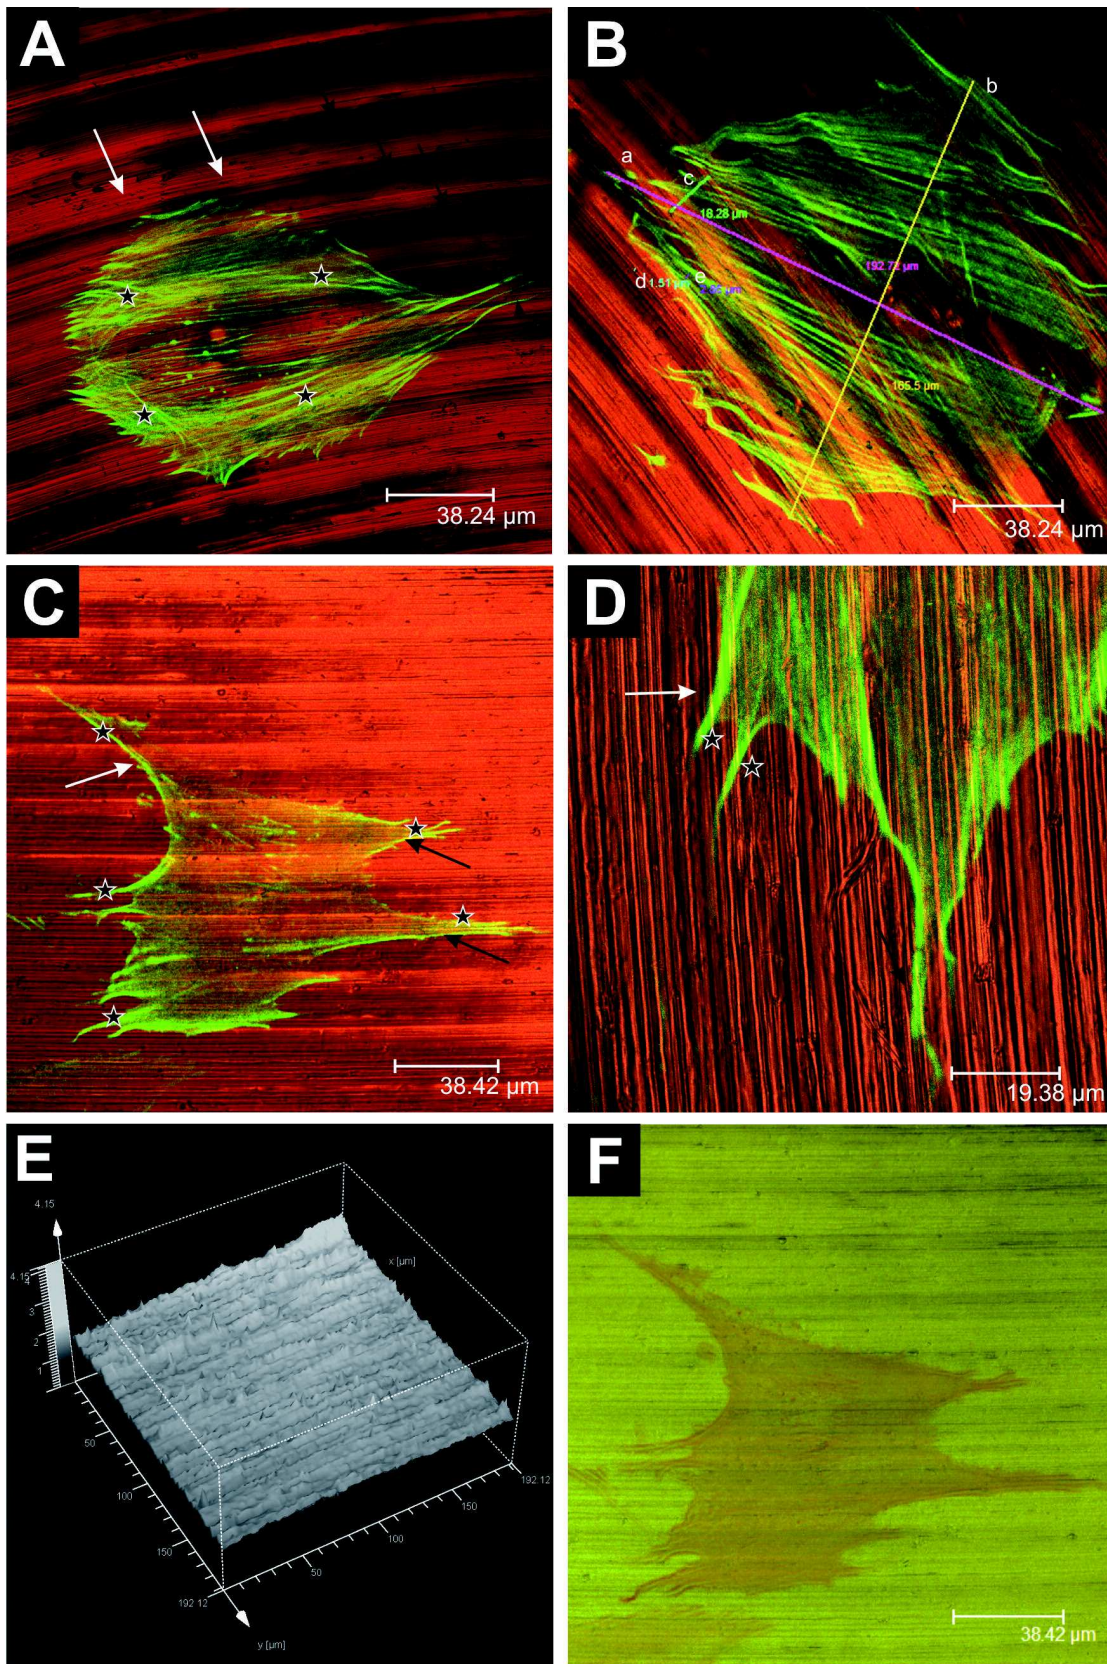 A
38.24 µm
B
a
b
c
18.28 µm
192.72 µm
d
1.51 µm
e
165.5 µm
38.24 µm
C
38.42 µm
D
19.38 µm
E
4.15
4.15
4
3
2
1
x [µm]
50
100
150
192.12
50
100
150
192.12
y [µm]
F
38.42 µm